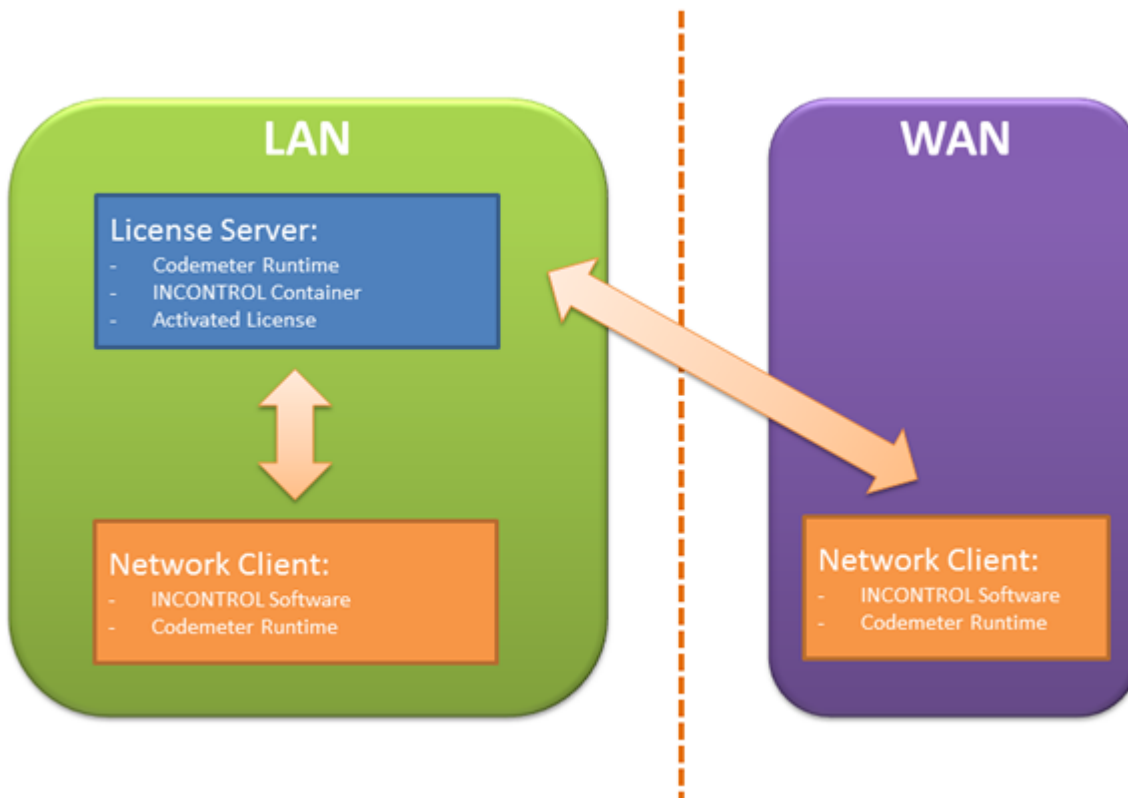 LAN
License Server:
- Codemeter Runtime
- INCONTROL Container
- Activated License
Network Client:
- INCONTROL Software
- Codemeter Runtime
WAN
Network Client:
- INCONTROL Software
- Codemeter Runtime